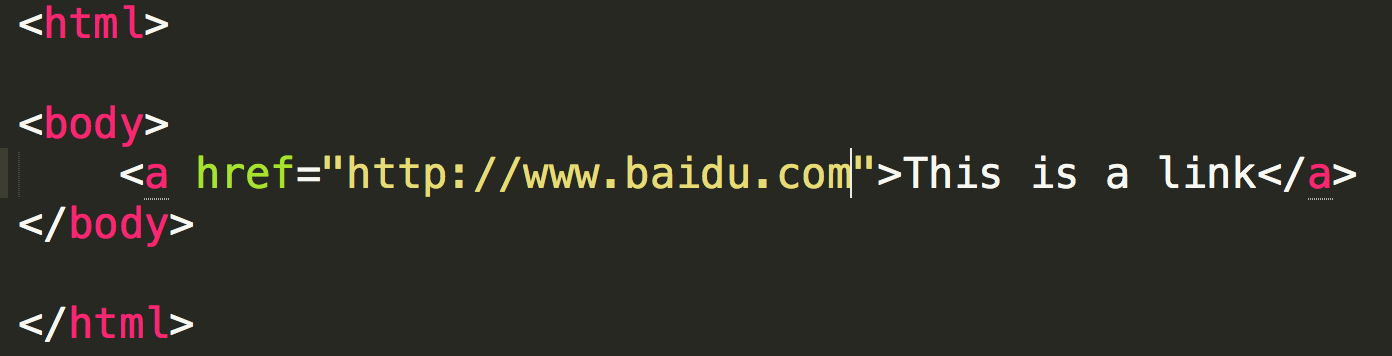 <html>
<body>
<a href="http://www.baidu.com">This is a link</a>
</body>
</html>